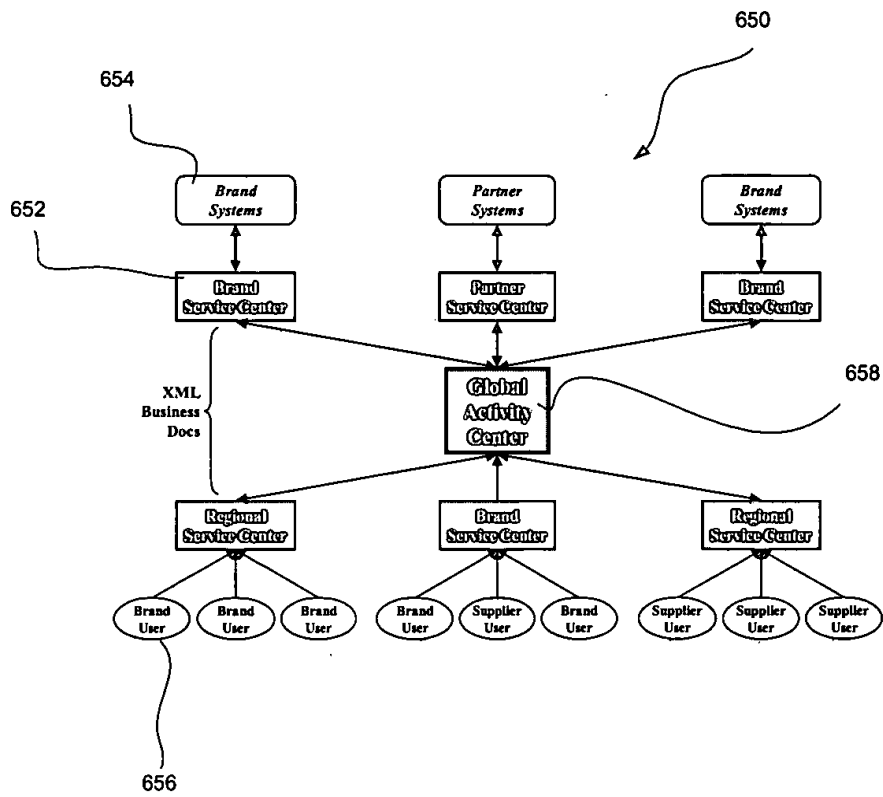 650
654
Brand
Systems
Partner
Systems
Brand
Systems
652
Brand
Service Center
Partner
Service Center
Brand
Service Center
XML
Business
Docs
Global
Activity
Center
658
Regional
Service Center
Brand
Service Center
Regional
Service Center
Brand
User
Brand
User
Brand
User
Brand
User
Supplier
User
Brand
User
Supplier
User
Supplier
User
Supplier
User
656